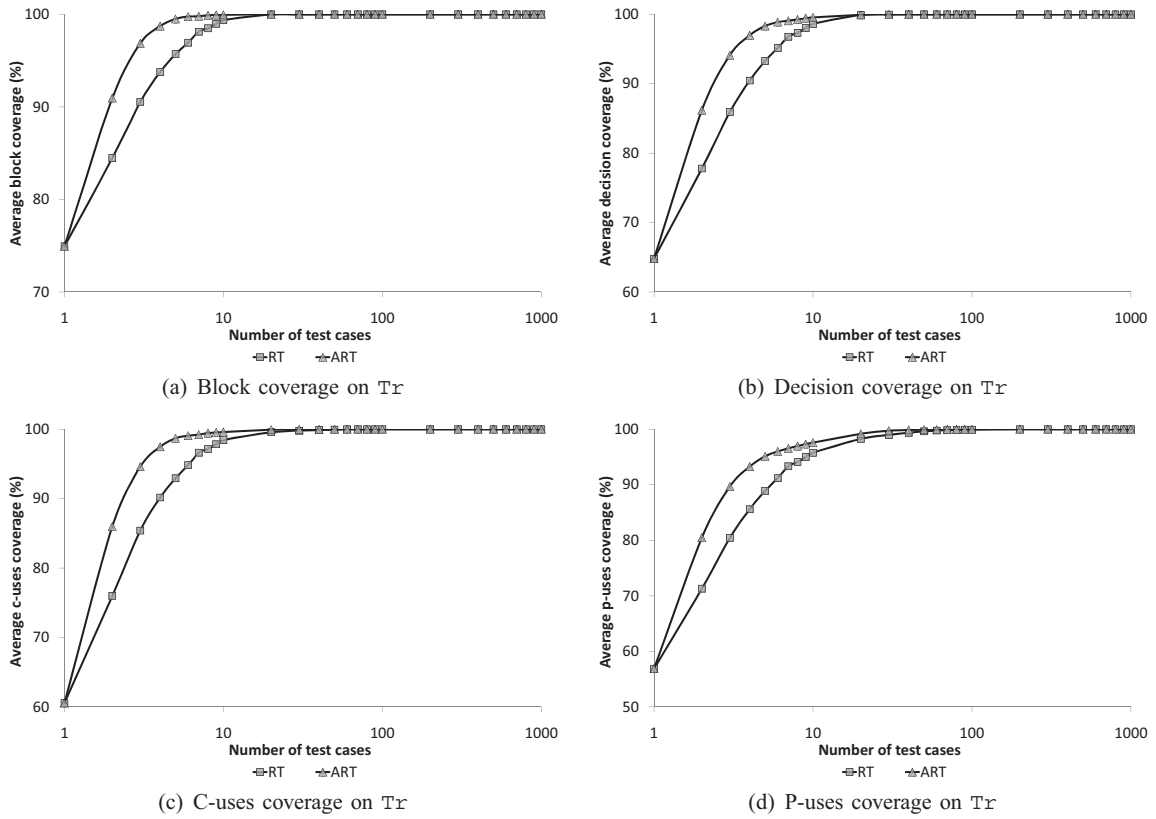 100
90
80
70
Average block coverage (%)
1 10 100 1000
Number of test cases
RT ART
(a) Block coverage on Tr
100
90
80
70
60
Average decision coverage (%)
1 10 100 1000
Number of test cases
RT ART
(b) Decision coverage on Tr
100
90
80
70
60
Average c-uses coverage (%)
1 10 100 1000
Number of test cases
RT ART
(c) C-uses coverage on Tr
100
90
80
70
60
50
Average p-uses coverage (%)
1 10 100 1000
Number of test cases
RT ART
(d) P-uses coverage on Tr